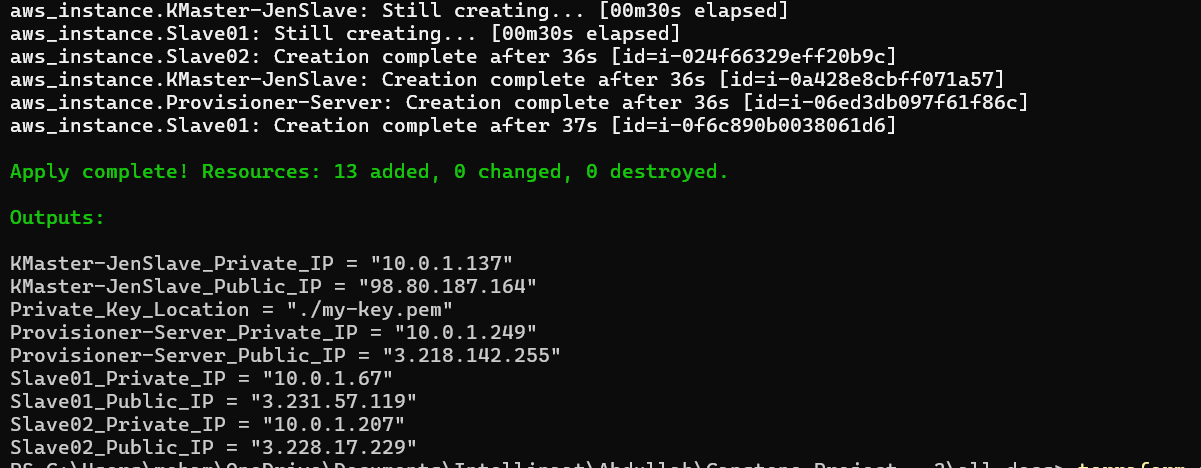 aws_instance.KMaster-JenSlave: Still creating... [00m30s elapsed]
aws_instance.Slave01: Still creating... [00m30s elapsed]
aws_instance.Slave02: Creation complete after 36s [id=i-024f66329eff20b9c]
aws_instance.KMaster-JenSlave: Creation complete after 36s [id=i-0a428e8cbff071a57]
aws_instance.Provisioner-Server: Creation complete after 36s [id=i-06ed3db097f61f86c]
aws_instance.Slave01: Creation complete after 37s [id=i-0f6c890b0038061d6]
Apply complete! Resources: 13 added, 0 changed, 0 destroyed.
Outputs:
KMaster-JenSlave_Private_IP = "10.0.1.137"
KMaster-JenSlave_Public_IP = "98.80.187.164"
Private_Key_Location = "./my-key.pem"
Provisioner-Server_Private_IP = "10.0.1.249"
Provisioner-Server_Public_IP = "3.218.142.255"
Slave01_Private_IP = "10.0.1.67"
Slave01_Public_IP = "3.231.57.119"
Slave02_Private_IP = "10.0.1.207"
Slave02_Public_IP = "3.228.17.229"